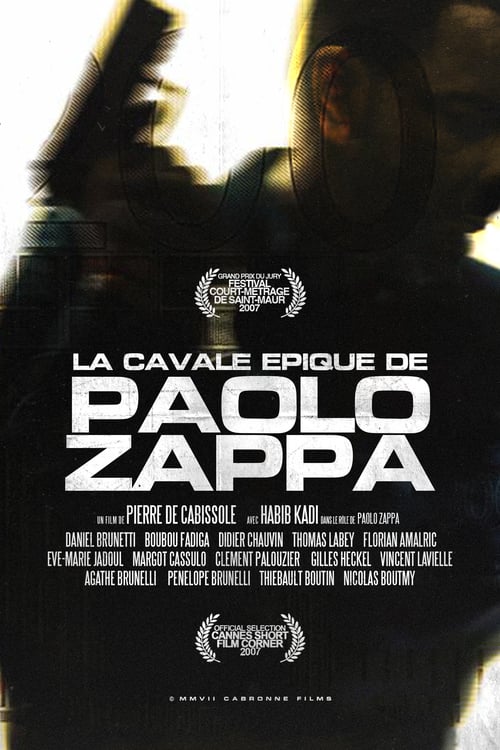 GRAND PRIX DU JURY
FESTIVAL
COURT-METRAGE
DE SAINT-MAUR
2007
LA CAVALE EPIQUE DE
PAOLO
ZAPPA
UN FILM DE PIERRE DE CABISSOLE AVEC HABIB KADI DANS LE RÔLE DE PAOLO ZAPPA
DANIEL BRUNETTI BOUBOU FADIGA DIDIER CHAUVIN THOMAS LABEY FLORIAN AMALRIC
EVE-MARIE JADOUL MARGOT CASSULO CLEMENT PALOUZIER GILLES HECKEL VINCENT LAVIELLE
AGATHE BRUNELLI PENELOPE BRUNELLI THIEBAULT BOUTIN NICOLAS BOUTMY
OFFICIAL SELECTION
CANNES SHORT
FILM CORNER
2007
© MMVII CABRONNE FILMS